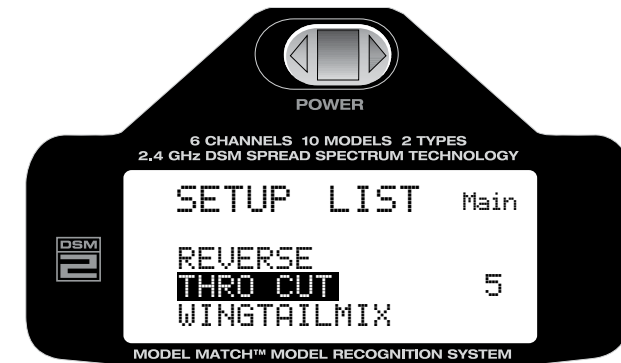 POWER
6 CHANNELS 10 MODELS 2 TYPES
2.4 GHz DSM SPREAD SPECTRUM TECHNOLOGY
SETUP LIST Main
DSM
2
REVERSE
THRO CUT 5
WINGTAILMIX
MODEL MATCH™ MODEL RECOGNITION SYSTEM